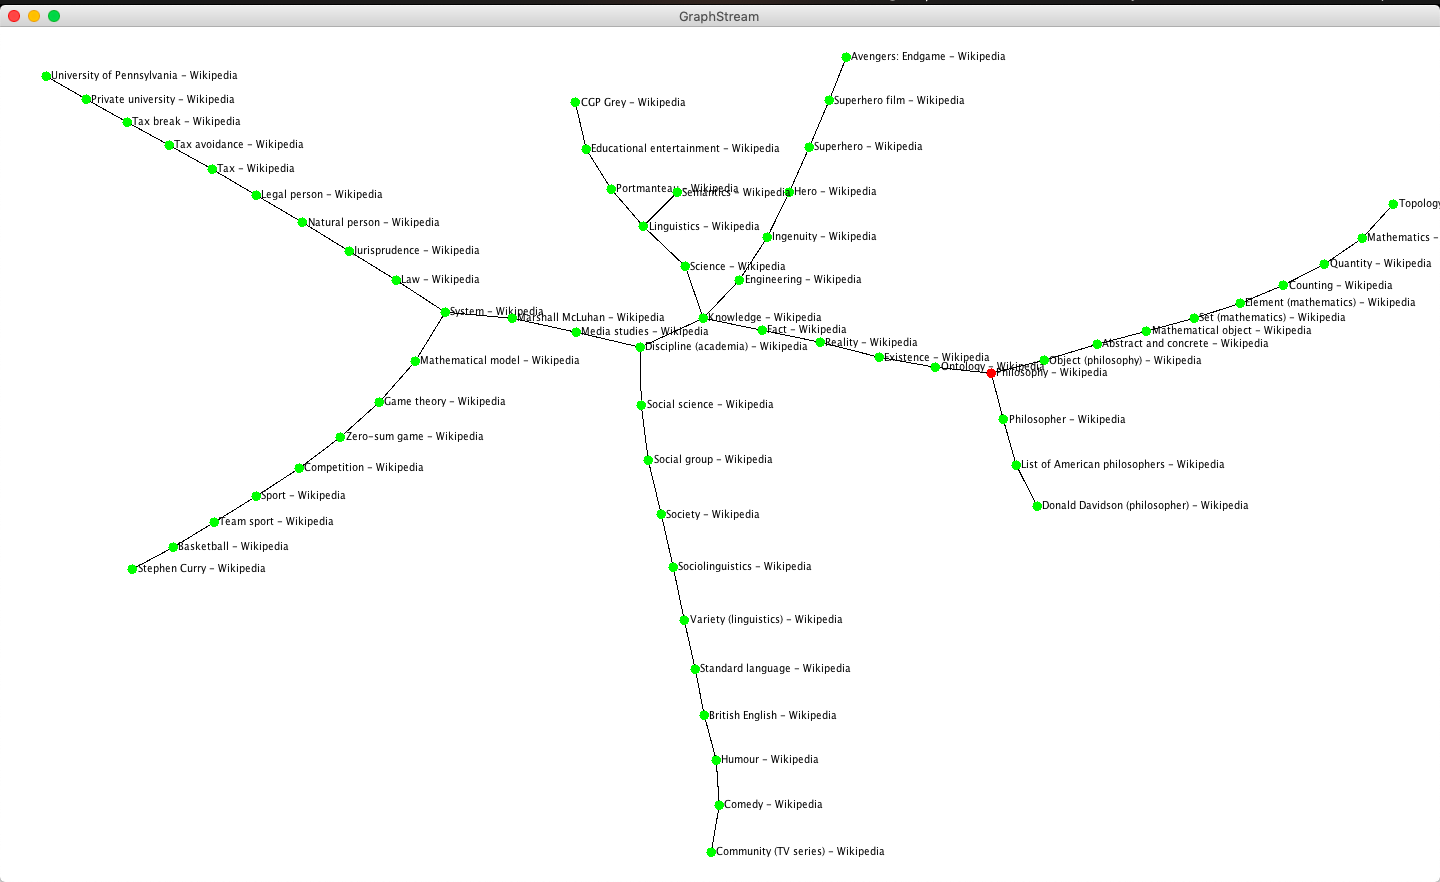 GraphStream
Avengers: Endgame - Wikipedia
University of Pennsylvania - Wikipedia
Private university - Wikipedia
CGP Grey - Wikipedia
Superhero film - Wikipedia
Tax break - Wikipedia
Tax avoidance - Wikipedia
Educational entertainment - Wikipedia
Superhero - Wikipedia
Tax - Wikipedia
Legal person - Wikipedia
Portmanteau - Wikipedia
Semantics - Wikipedia
Hero - Wikipedia
Topology
Natural person - Wikipedia
Linguistics - Wikipedia
Ingenuity - Wikipedia
Mathematics -
Jurisprudence - Wikipedia
Science - Wikipedia
Quantity - Wikipedia
Law - Wikipedia
Engineering - Wikipedia
Counting - Wikipedia
Element (mathematics) - Wikipedia
System - Wikipedia
Marshall McLuhan - Wikipedia
Knowledge - Wikipedia
Set (mathematics) - Wikipedia
Media studies - Wikipedia
Fact - Wikipedia
Mathematical object - Wikipedia
Discipline (academia) - Wikipedia
Reality - Wikipedia
Abstract and concrete - Wikipedia
Mathematical model - Wikipedia
Existence - Wikipedia
Object (philosophy) - Wikipedia
Ontology - Wikipedia
Philosophy - Wikipedia
Game theory - Wikipedia
Social science - Wikipedia
Philosopher - Wikipedia
Zero-sum game - Wikipedia
Social group - Wikipedia
List of American philosophers - Wikipedia
Competition - Wikipedia
Sport - Wikipedia
Donald Davidson (philosopher) - Wikipedia
Society - Wikipedia
Team sport - Wikipedia
Basketball - Wikipedia
Stephen Curry - Wikipedia
Sociolinguistics - Wikipedia
Variety (linguistics) - Wikipedia
Standard language - Wikipedia
British English - Wikipedia
Humour - Wikipedia
Comedy - Wikipedia
Community (TV series) - Wikipedia